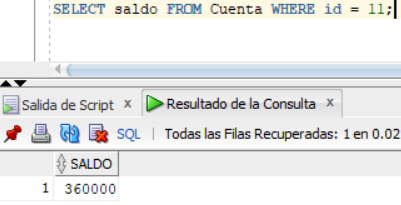 SELECT saldo FROM Cuenta WHERE id = 11;
Salida de Script x Resultado de la Consulta x
SQL | Todas las Filas Recuperadas: 1 en 0.02
SALDO
1 360000